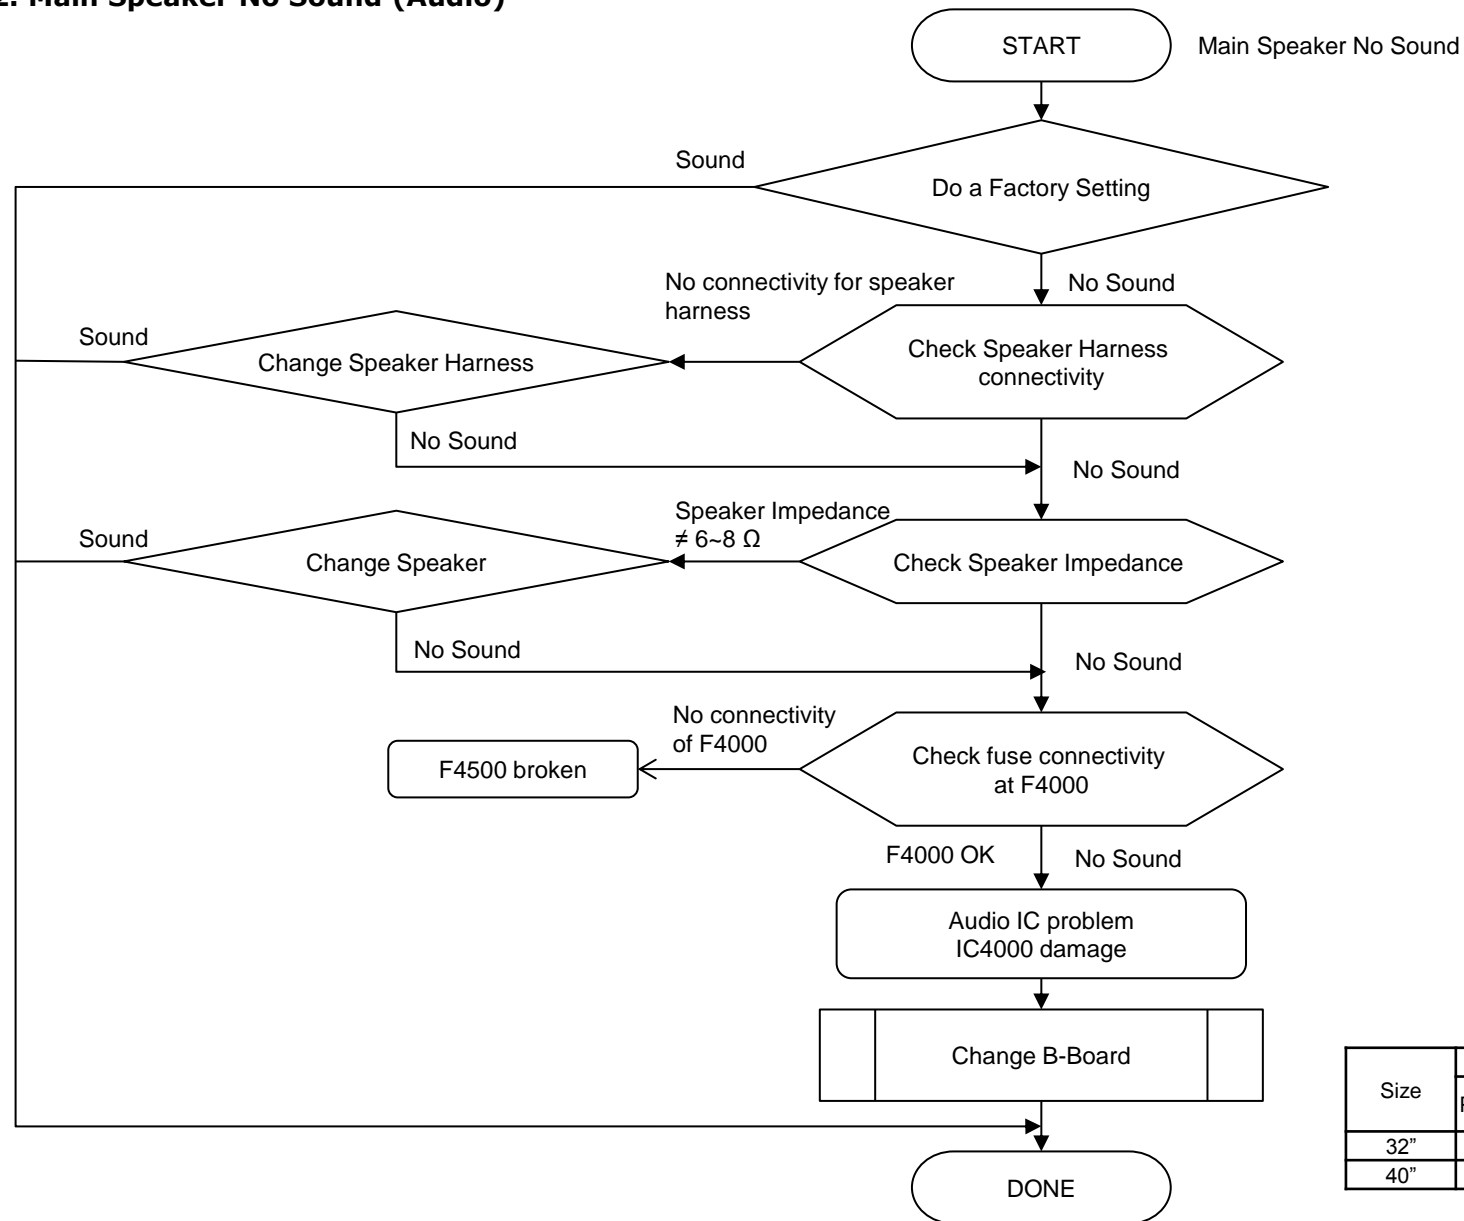 2. Main Speaker No Sound (Audio)
START
Main Speaker No Sound
Sound
Do a Factory Setting
No connectivity for speaker
harness
No Sound
Sound
Change Speaker Harness
Check Speaker Harness
connectivity
No Sound
No Sound
Speaker Impedance
≠ 6~8 Ω
Sound
Change Speaker
Check Speaker Impedance
No Sound
No Sound
No connectivity
of F4000
F4500 broken
Check fuse connectivity
at F4000
F4000 OK
No Sound
Audio IC problem
IC4000 damage
Change B-Board
Size
32”
40”
DONE